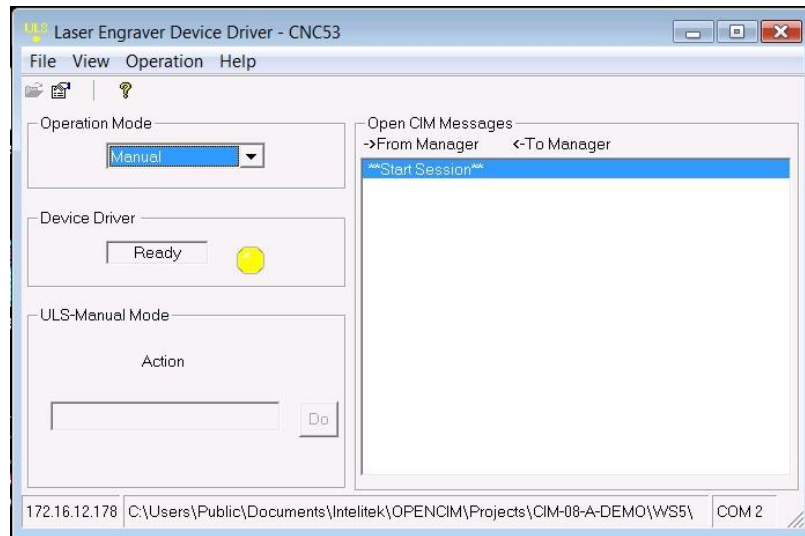 ULS Laser Engraver Device Driver - CNC53
File View Operation Help
Operation Mode
Manual
Device Driver
Ready
ULS-Manual Mode
Action
Do
Open CIM Messages
->From Manager <-To Manager
**Start Session**
172.16.12.178 C:\Users\Public\Documents\Intelitek\OPENCIM\Projects\CIM-08-A-DEMO\WS5\ COM 2